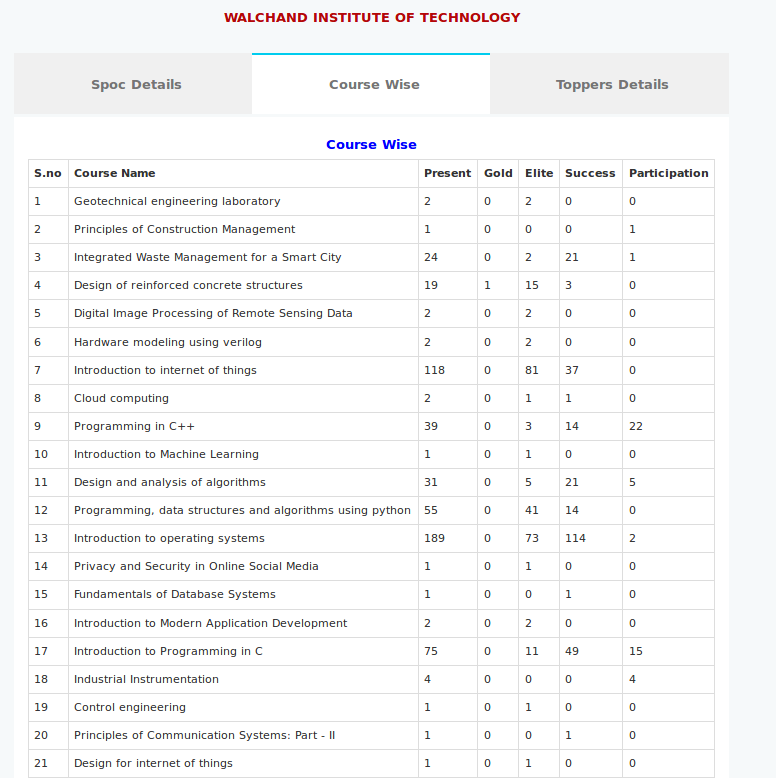 WALCHAND INSTITUTE OF TECHNOLOGY
Spoc Details Course Wise Toppers Details
Course Wise
S.no Course Name Present Gold Elite Success Participation
1 Geotechnical engineering laboratory 2 0 2 0 0
2 Principles of Construction Management 1 0 0 0 1
3 Integrated Waste Management for a Smart City 24 0 2 21 1
4 Design of reinforced concrete structures 19 1 15 3 0
5 Digital Image Processing of Remote Sensing Data 2 0 2 0 0
6 Hardware modeling using verilog 2 0 2 0 0
7 Introduction to internet of things 118 0 81 37 0
8 Cloud computing 2 0 1 1 0
9 Programming in C++ 39 0 3 14 22
10 Introduction to Machine Learning 1 0 1 0 0
11 Design and analysis of algorithms 31 0 5 21 5
12 Programming, data structures and algorithms using python 55 0 41 14 0
13 Introduction to operating systems 189 0 73 114 2
14 Privacy and Security in Online Social Media 1 0 1 0 0
15 Fundamentals of Database Systems 1 0 0 1 0
16 Introduction to Modern Application Development 2 0 2 0 0
17 Introduction to Programming in C 75 0 11 49 15
18 Industrial Instrumentation 4 0 0 0 4
19 Control engineering 1 0 1 0 0
20 Principles of Communication Systems: Part - II 1 0 0 1 0
21 Design for internet of things 1 0 1 0 0